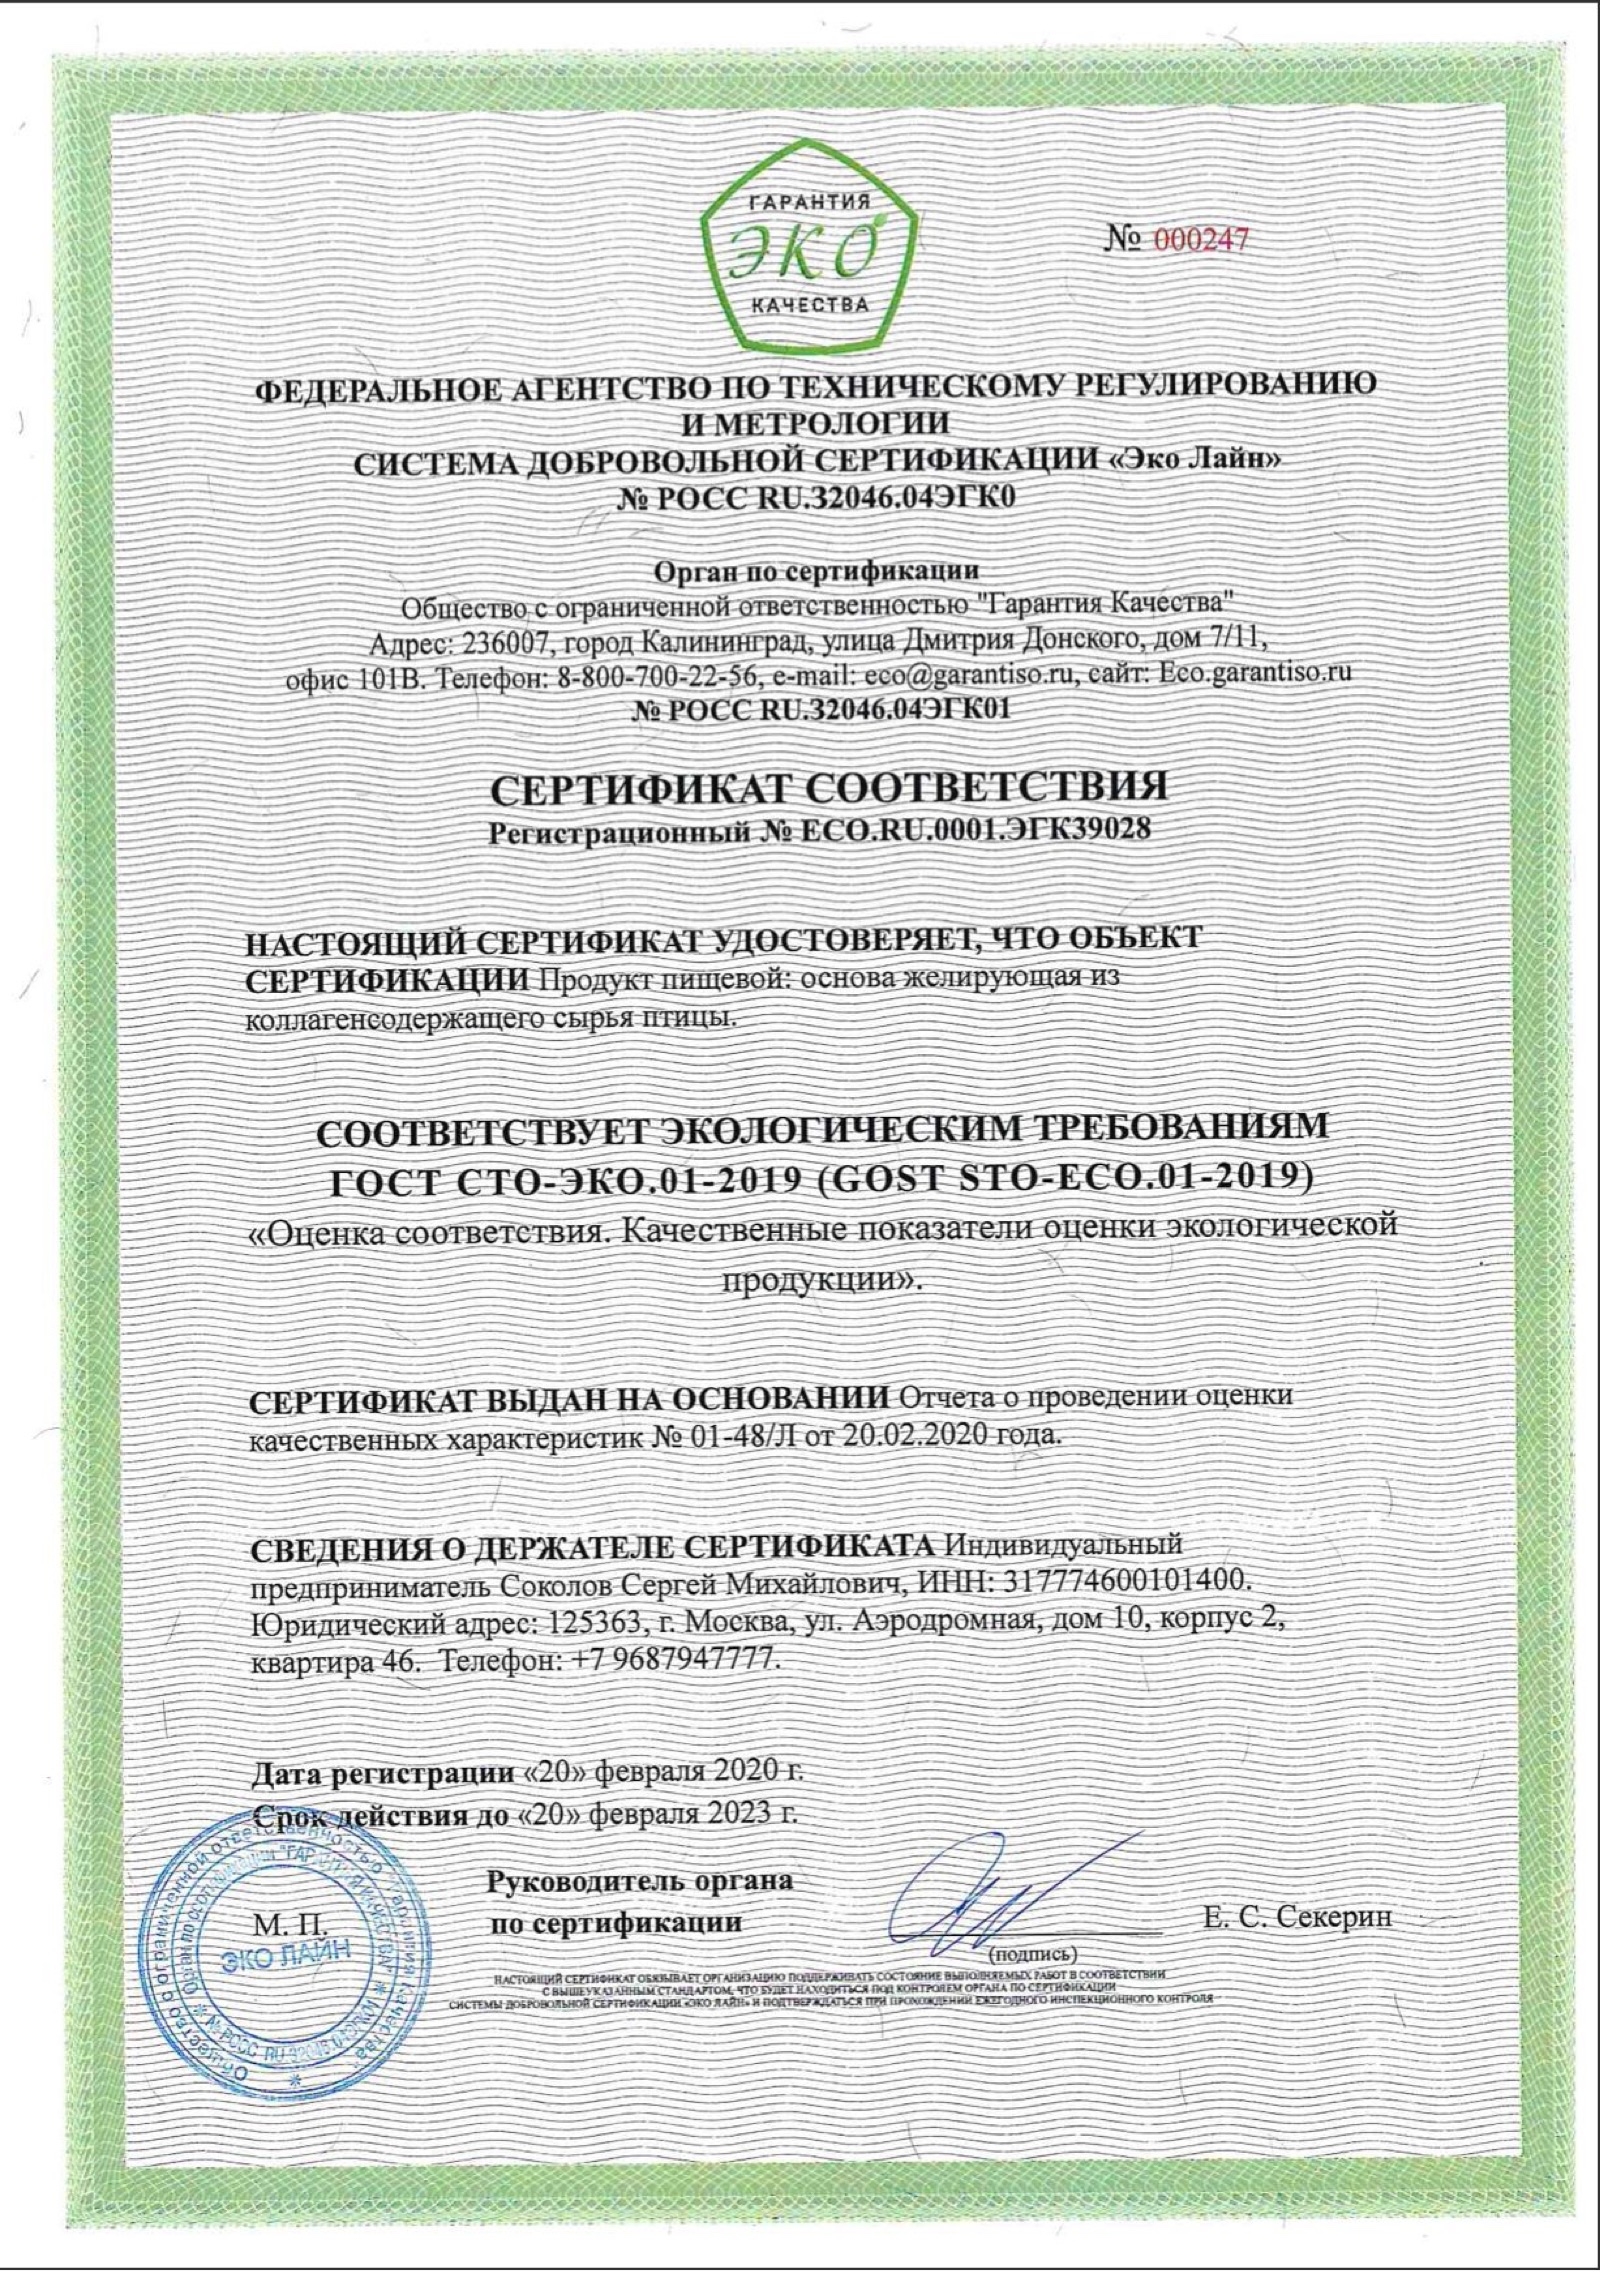 ГАРАНТИЯ
ЭКО
КАЧЕСТВА
№ 000247
ФЕДЕРАЛЬНОЕ АГЕНТСТВО ПО ТЕХНИЧЕСКОМУ РЕГУЛИРОВАНИЮ
И МЕТРОЛОГИИ
СИСТЕМА ДОБРОВОЛЬНОЙ СЕРТИФИКАЦИИ «Эко Лайн»
№ РОСС RU.32046.04ЭГК0
Орган по сертификации
Общество с ограниченной ответственностью "Гарантия Качества"
Адрес: 236007, город Калининград, улица Дмитрия Донского, дом 7/11,
офис 101В. Телефон: 8-800-700-22-56, e-mail: eco@garantiso.ru, сайт: Eco.garantiso.ru
№ РОСС RU.32046.04ЭГК01
СЕРТИФИКАТ СООТВЕТСТВИЯ
Регистрационный № ECO.RU.0001.ЭГК39028
НАСТОЯЩИЙ СЕРТИФИКАТ УДОСТОВЕРЯЕТ, ЧТО ОБЪЕКТ
СЕРТИФИКАЦИИ Продукт пищевой: основа желирующая из
коллагенсодержащего сырья птицы.
СООТВЕТСТВУЕТ ЭКОЛОГИЧЕСКИМ ТРЕБОВАНИЯМ
ГОСТ СТО-ЭКО.01-2019 (GOST STO-ECO.01-2019)
«Оценка соответствия. Качественные показатели оценки экологической
продукции».
СЕРТИФИКАТ ВЫДАН НА ОСНОВАНИИ Отчета о проведении оценки
качественных характеристик № 01-48/Л от 20.02.2020 года.
СВЕДЕНИЯ О ДЕРЖАТЕЛЕ СЕРТИФИКАТА Индивидуальный
предприниматель Соколов Сергей Михайлович, ИНН: 317774600101400.
Юридический адрес: 125363, г. Москва, ул. Аэродромная, дом 10, корпус 2,
квартира 46. Телефон: +7 9687947777.
Дата регистрации «20» февраля 2020 г.
Срок действия до «20» февраля 2023 г.
Руководитель органа
по сертификации
М. П.
Е. С. Секерин
(подпись)
НАСТОЯЩИЙ СЕРТИФИКАТ ОБЯЗЫВАЕТ ОРГАНИЗАЦИЮ ПОДДЕРЖИВАТЬ СОСТОЯНИЕ ВЫПОЛНЯЕМЫХ РАБОТ В СООТВЕТСТВИИ
С ВЫШЕУКАЗАННЫМ СТАНДАРТОМ, ЧТО БУДЕТ НАХОДИТЬСЯ ПОД КОНТРОЛЕМ ОРГАНА ПО СЕРТИФИКАЦИИ
СИСТЕМЫ ДОБРОВОЛЬНОЙ СЕРТИФИКАЦИИ «ЭКО ЛАЙН» И ПОДТВЕРЖДАТЬСЯ ПРИ ПРОХОЖДЕНИИ ЕЖЕГОДНОГО ИНСПЕКЦИОННОГО КОНТРОЛЯ
Общество с ограниченной ответственностью "Гарантия Качества"
Орган по сертификации "ГАРАНТИЯ КАЧЕСТВА"
ЭКО ЛАЙН